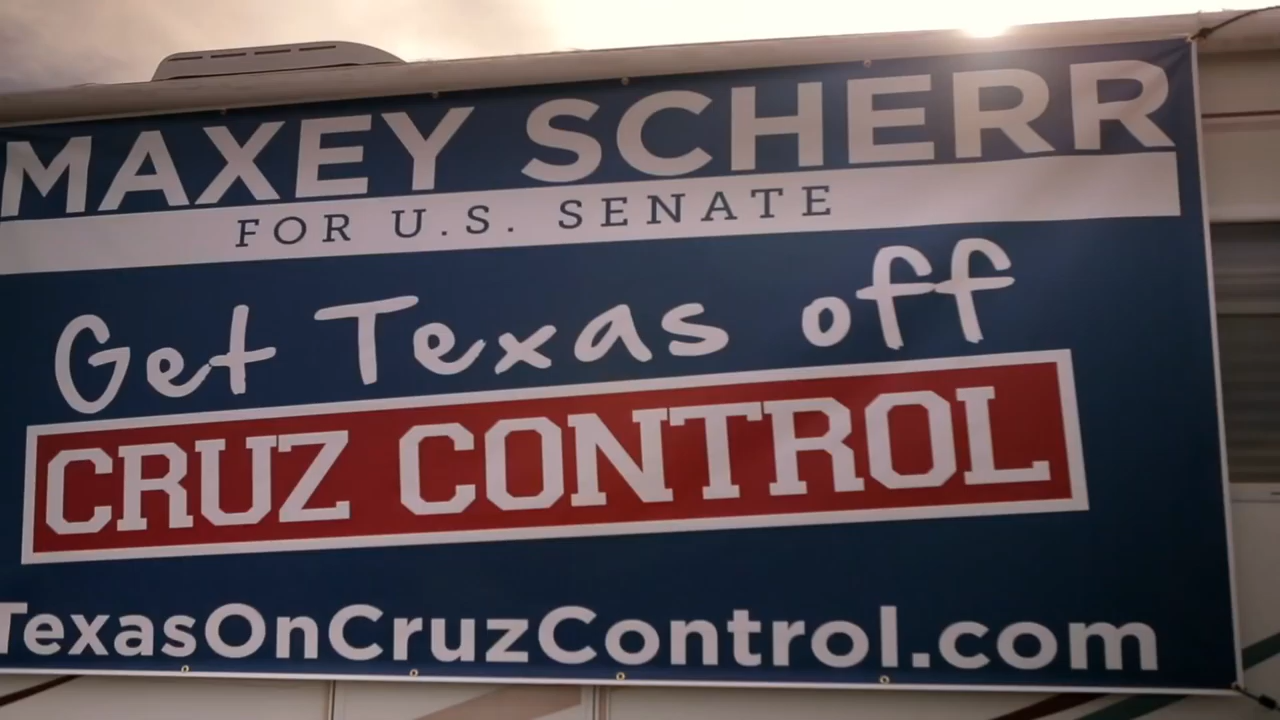 MAXEY SCHERR
FOR U.S. SENATE
Get Texas off
CRUZ CONTROL
TexasOnCruzControl.com